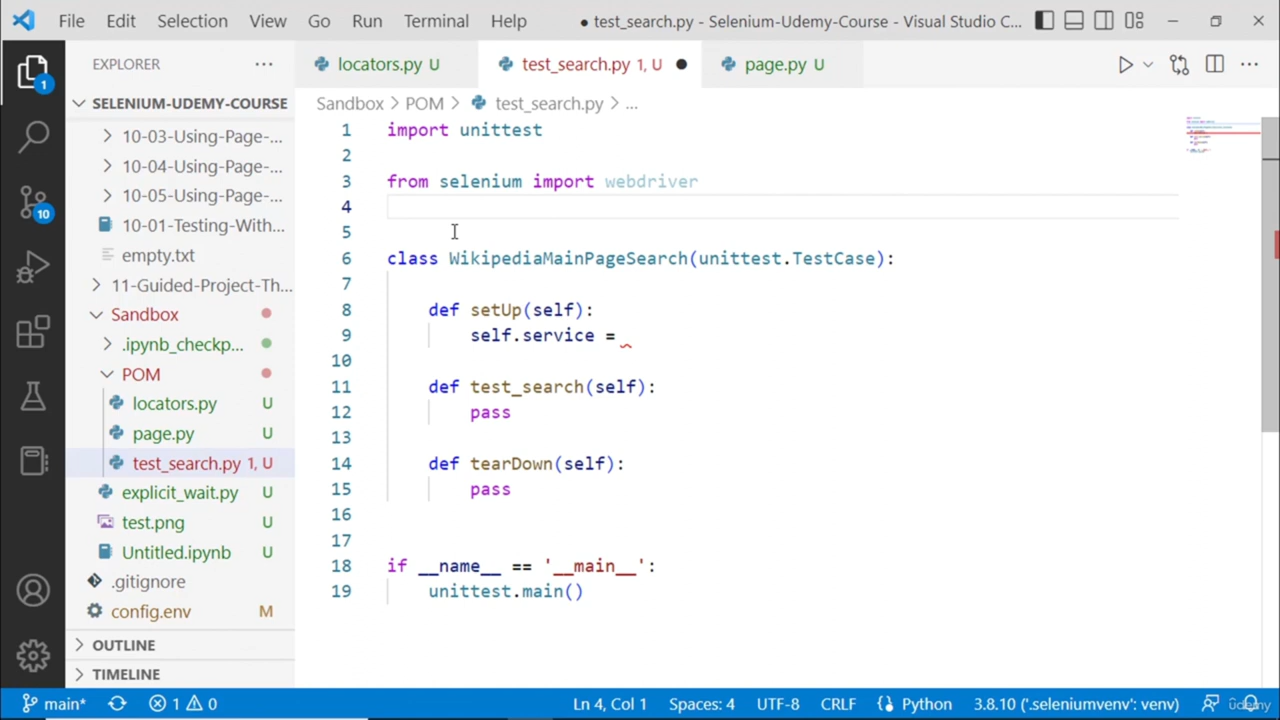 File Edit Selection View Go Run Terminal Help ● test_search.py - Selenium-Udemy-Course - Visual Studio C...
EXPLORER ...
locators.py U test_search.py 1, U ● page.py U
SELENIUM-UDEMY-COURSE
Sandbox > POM > test_search.py > ...
10-03-Using-Page-...
10-04-Using-Page-...
10-05-Using-Page-...
10-01-Testing-With...
empty.txt
11-Guided-Project-Th...
Sandbox
.ipynb_checkp...
POM
locators.py U
page.py U
test_search.py 1, U
explicit_wait.py U
test.png U
Untitled.ipynb U
.gitignore
config.env M
OUTLINE
TIMELINE
1
10
1 import unittest
2
3 from selenium import webdriver
4
5
6 class WikipediaMainPageSearch(unittest.TestCase):
7
8 def setUp(self):
9 self.service =
10
11 def test_search(self):
12 pass
13
14 def tearDown(self):
15 pass
16
17
18 if __name__ == '__main__':
19 unittest.main()
main* 1 0 Ln 4, Col 1 Spaces: 4 UTF-8 CRLF Python 3.8.10 ('.seleniumvenv': venv)
udemy